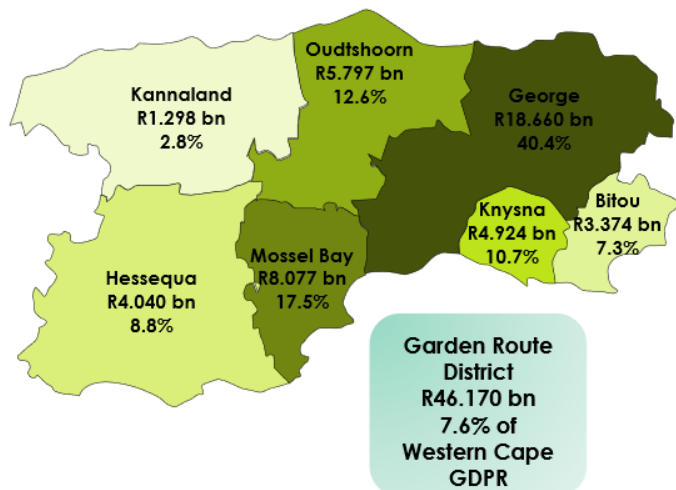 Oudtshoorn
R5.797 bn
12.6%
Kannaland
R1.298 bn
2.8%
George
R18.660 bn
40.4%
Bitou
R3.374 bn
7.3%
Knysna
R4.924 bn
10.7%
Mossel Bay
R8.077 bn
17.5%
Hessequa
R4.040 bn
8.8%
Garden Route
District
R46.170 bn
7.6% of
Western Cape
GDPR